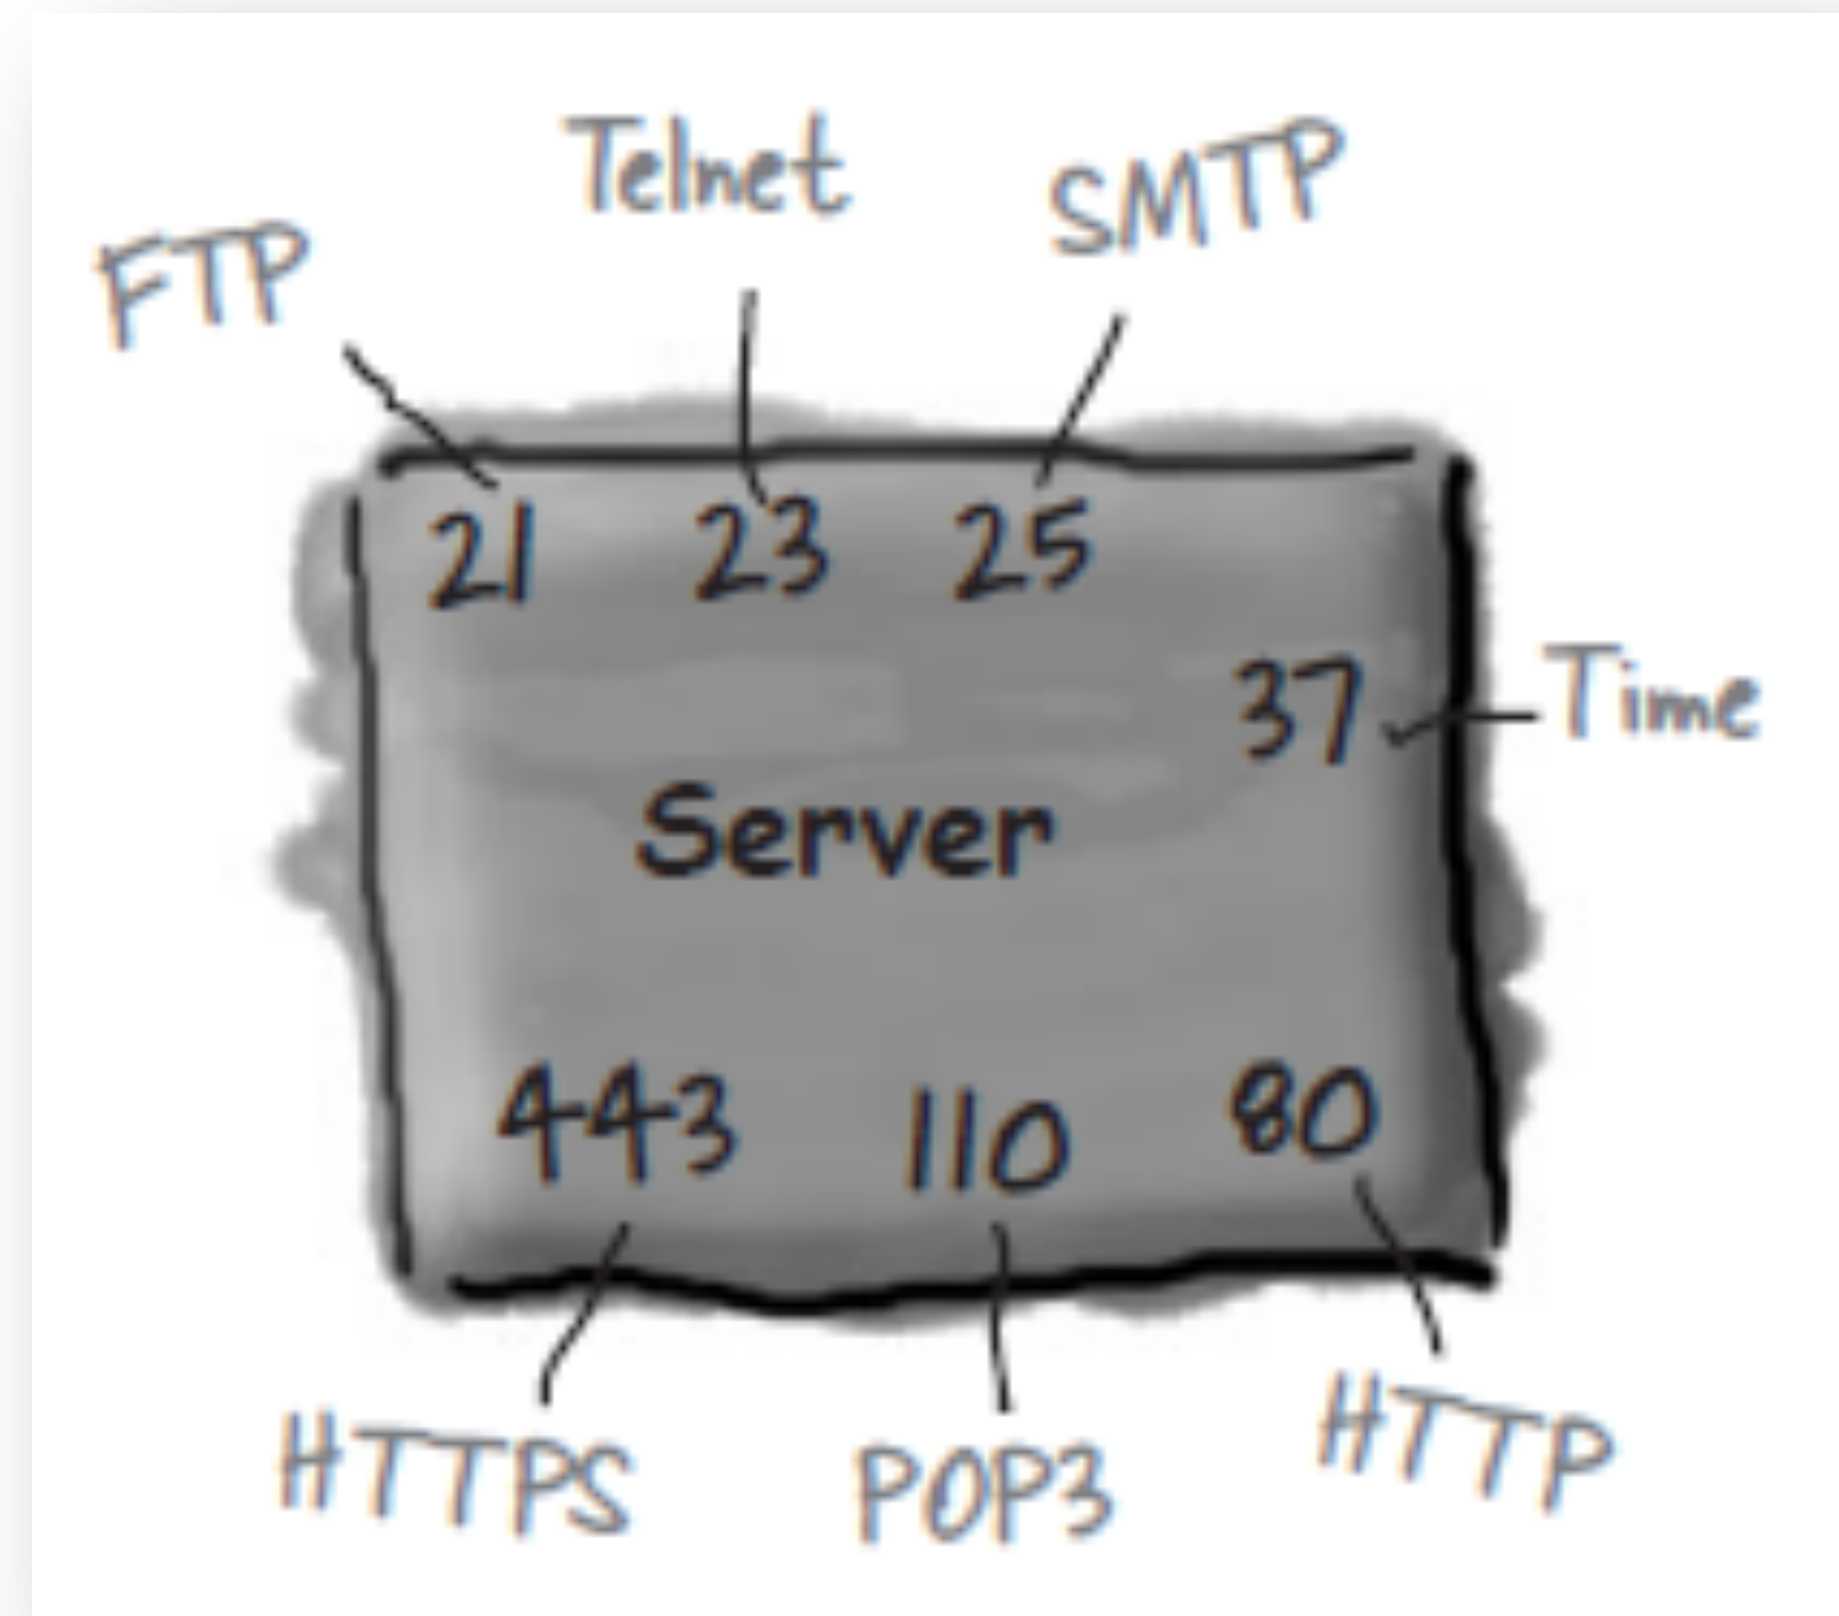 FTP
Telnet
SMTP
21 23 25
37
Time
Server
443 110 80
HTTPS
POP3
HTTP